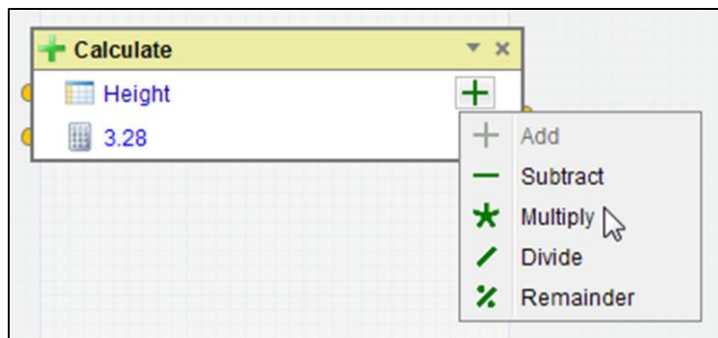 Calculate
Height
3.28
Add
Subtract
Multiply
Divide
Remainder